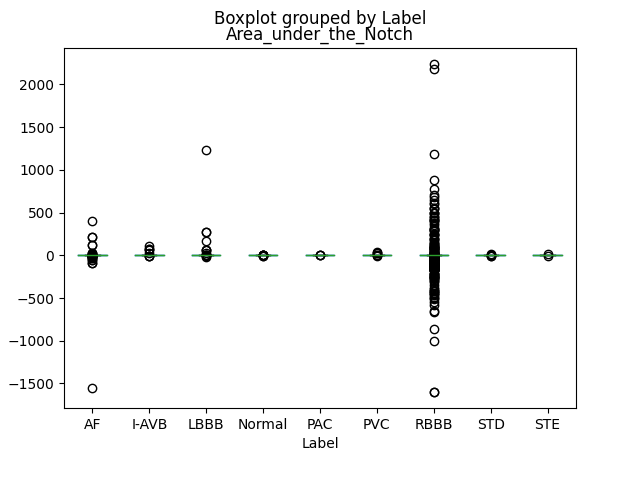 Boxplot grouped by Label
Area_under_the_Notch
2000
1500
1000
500
0
−500
−1000
−1500
AF I-AVB LBBB Normal PAC PVC RBBB STD STE
Label